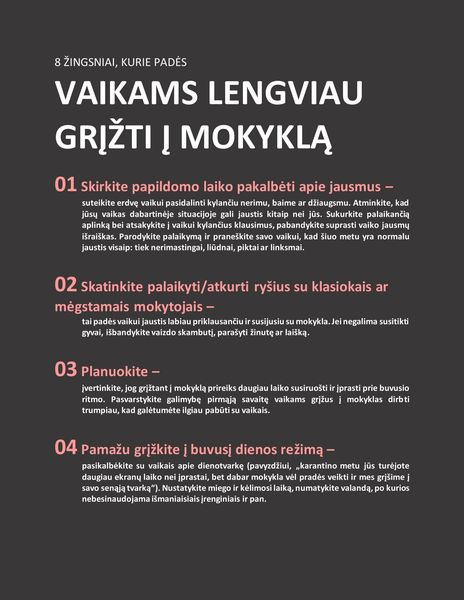 8 ŽINGSNIAI, KURIE PADĖS
VAIKAMS LENGVIAU
GRĮŽTI Į MOKYKLĄ
01 Skirkite papildomo laiko pakalbėti apie jausmus –
suteikite erdvę vaikui pasidalinti kylančiu nerimu, baime ar džiaugsmu. Atminkite, kad
jūsų vaikas dabartinėje situacijoje gali jaustis kitaip nei jūs. Sukurkite palaikančią
aplinką bei atsakykite į vaikui kylančius klausimus, pabandykite suprasti vaiko jausmų
išraiškas. Parodykite palaikymą ir praneškite savo vaikui, kad šiuo metu yra normalu
jaustis visaip: tiek nerimastingai, liūdnai, piktai ar linksmai.
02 Skatinkite palaikyti/atkurti ryšius su klasiokais ar
mėgstamais mokytojais –
tai padės vaikui jaustis labiau priklausančiu ir susijusiu su mokykla. Jei negalima susitikti
gyvai, išbandykite vaizdo skambutį, parašyti žinutę ar laišką.
03 Planuokite –
įvertinkite, jog grįžtant į mokyklą prireiks daugiau laiko susiruošti ir įprasti prie buvusio
ritmo. Pasvarstykite galimybę pirmąją savaitę vaikams grįžus į mokyklas dirbti
trumpiau, kad galėtumėte ilgiau pabūti su vaikais.
04 Pamažu grįžkite į buvusį dienos režimą –
pasikalbėkite su vaikais apie dienotvarkę (pavyzdžiui, „karantino metu jūs turėjote
daugiau ekranų laiko nei įprastai, bet dabar mokykla vėl pradės veikti ir mes grįšime į
savo senąją tvarką“). Nustatykite miego ir kėlimosi laiką, numatykite valandą, po kurios
nebesinaudojama išmaniaisiais įrenginiais ir pan.